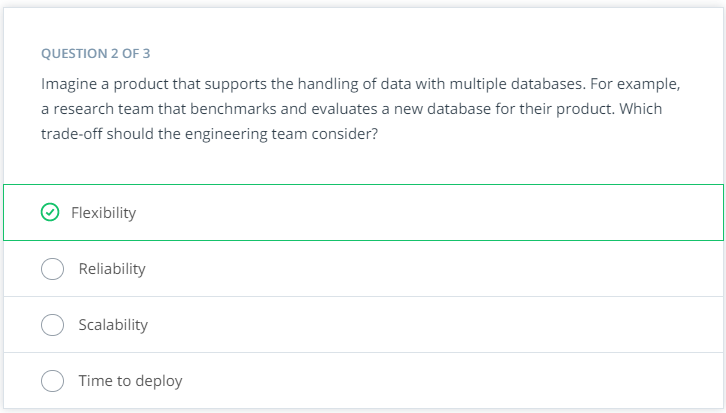 QUESTION 2 OF 3
Imagine a product that supports the handling of data with multiple databases. For example,
a research team that benchmarks and evaluates a new database for their product. Which
trade-off should the engineering team consider?
Flexibility
Reliability
Scalability
Time to deploy